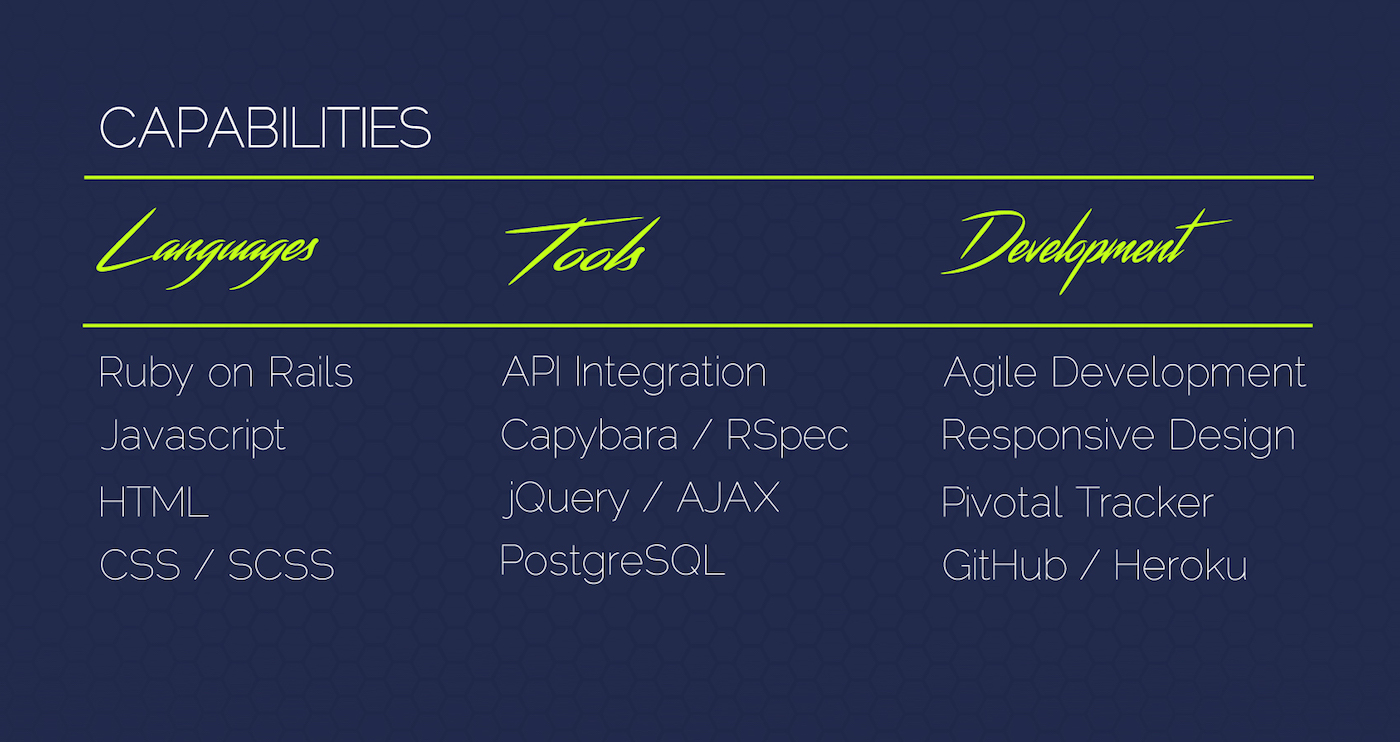 CAPABILITIES
Languages
Tools
Development
Ruby on Rails
API Integration
Agile Development
Javascript
Capybara / RSpec
Responsive Design
HTML
jQuery / AJAX
Pivotal Tracker
CSS / SCSS
PostgreSQL
GitHub / Heroku